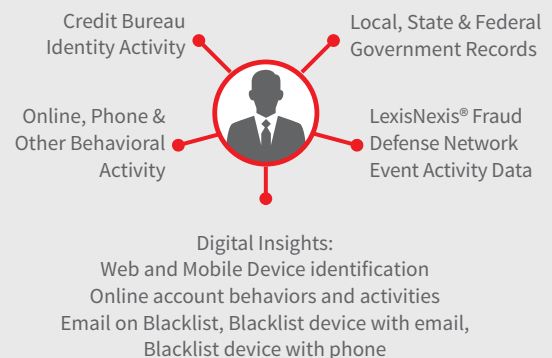 Credit Bureau
Identity Activity
Local, State & Federal
Government Records
Online, Phone &
Other Behavioral
Activity
LexisNexis® Fraud
Defense Network
Event Activity Data
Digital Insights:
Web and Mobile Device identification
Online account behaviors and activities
Email on Blacklist, Blacklist device with email,
Blacklist device with phone